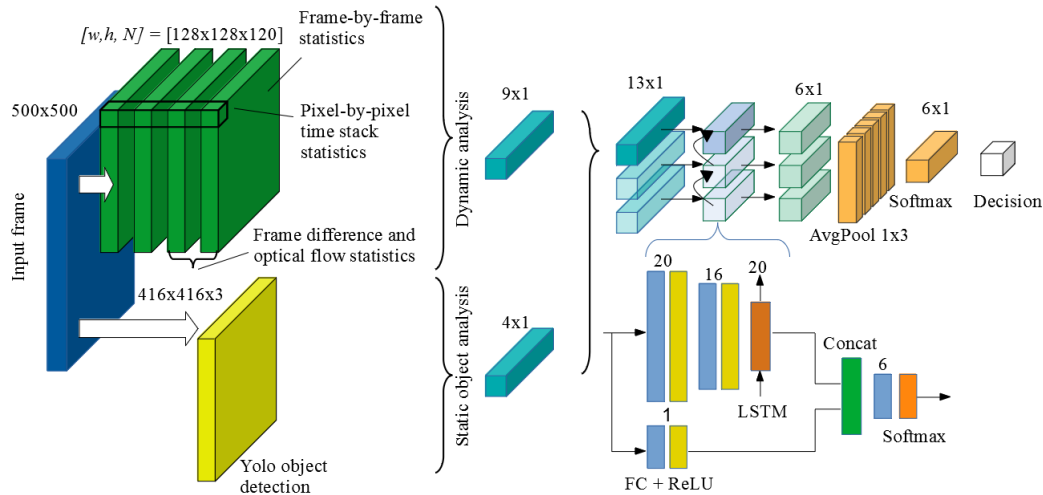 [w,h, N] = [128x128x120]
Frame-by-frame
statistics
500x500
Pixel-by-pixel
time stack
statistics
Input frame
Frame difference and
optical flow statistics
416x416x3
Yolo object
detection
Dynamic analysis
Static object analysis
9x1
4x1
13x1
6x1
6x1
Softmax
Decision
AvgPool 1x3
20
16
20
LSTM
1
FC + ReLU
Concat
6
Softmax